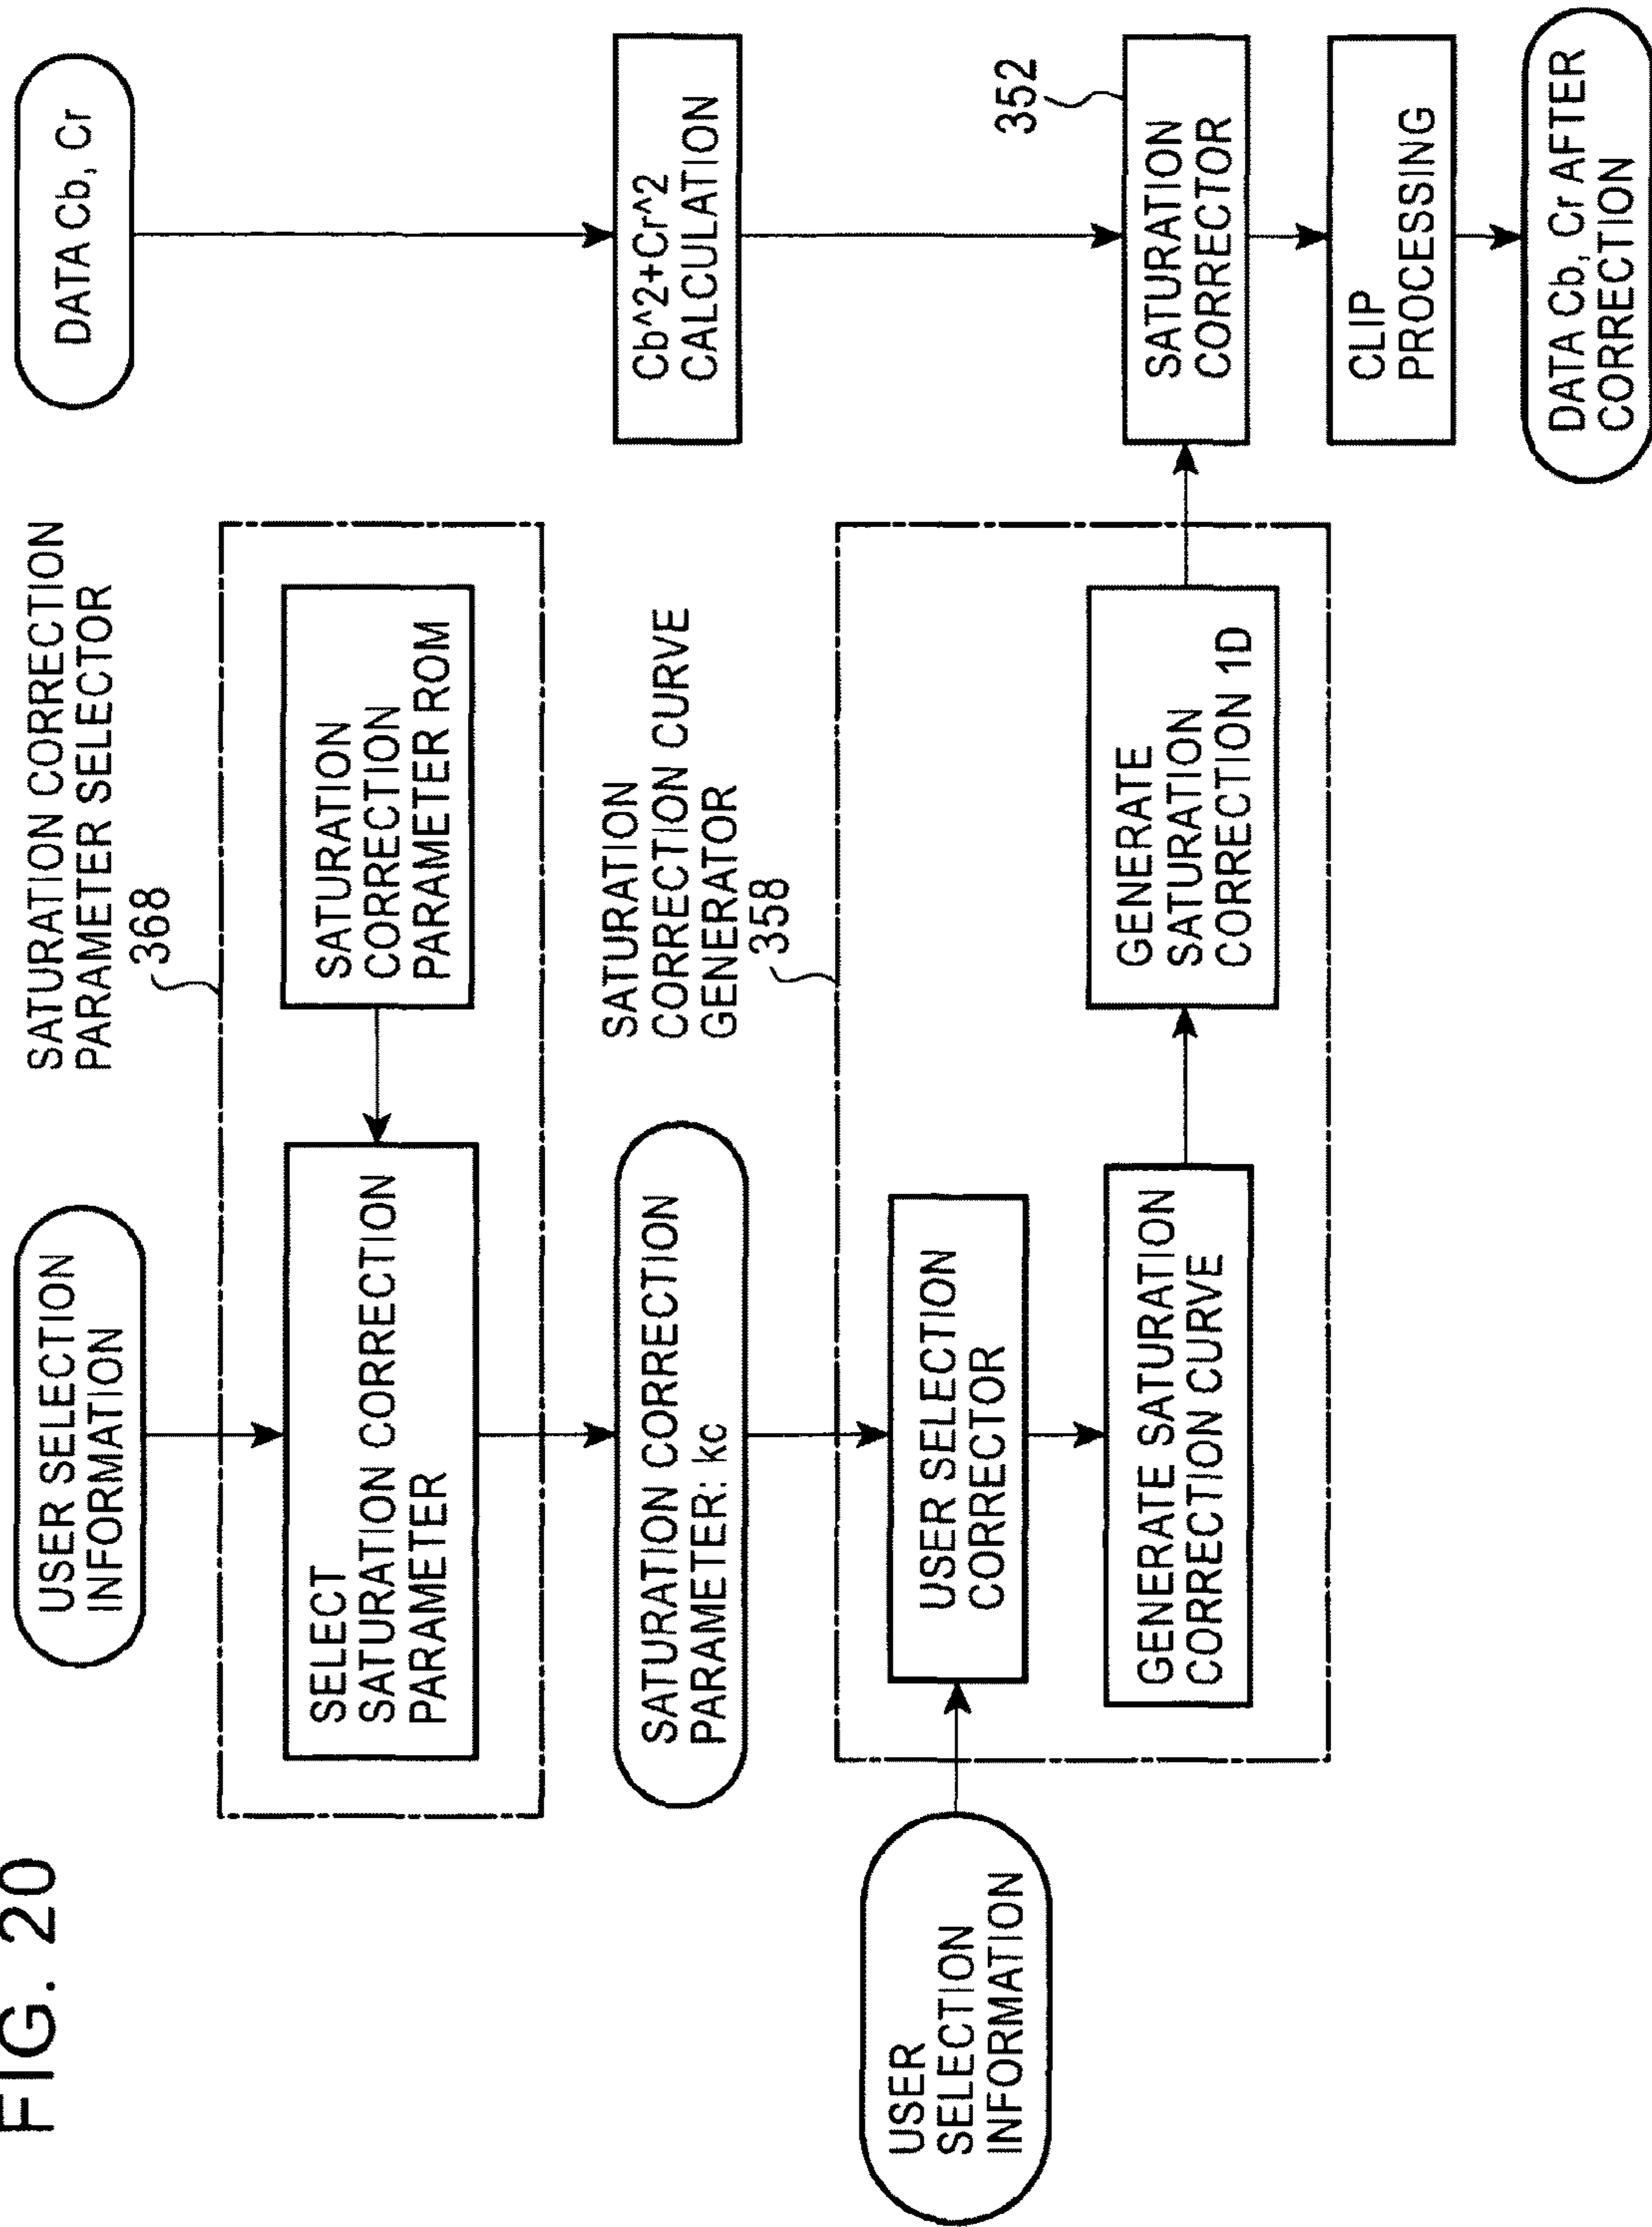 FIG. 20
USER SELECTION
INFORMATION
SATURATION CORRECTION
PARAMETER SELECTOR
368
SELECT
SATURATION CORRECTION
PARAMETER
SATURATION
CORRECTION
PARAMETER ROM
SATURATION CORRECTION
PARAMETER: kc
SATURATION
CORRECTION CURVE
GENERATOR
358
USER
SELECTION
INFORMATION
USER SELECTION
CORRECTOR
GENERATE SATURATION
CORRECTION CURVE
GENERATE
SATURATION
CORRECTION 1D
DATA Cb, Cr
Cb^2+Cr^2
CALCULATION
352
SATURATION
CORRECTOR
CLIP
PROCESSING
DATA Cb, Cr AFTER
CORRECTION